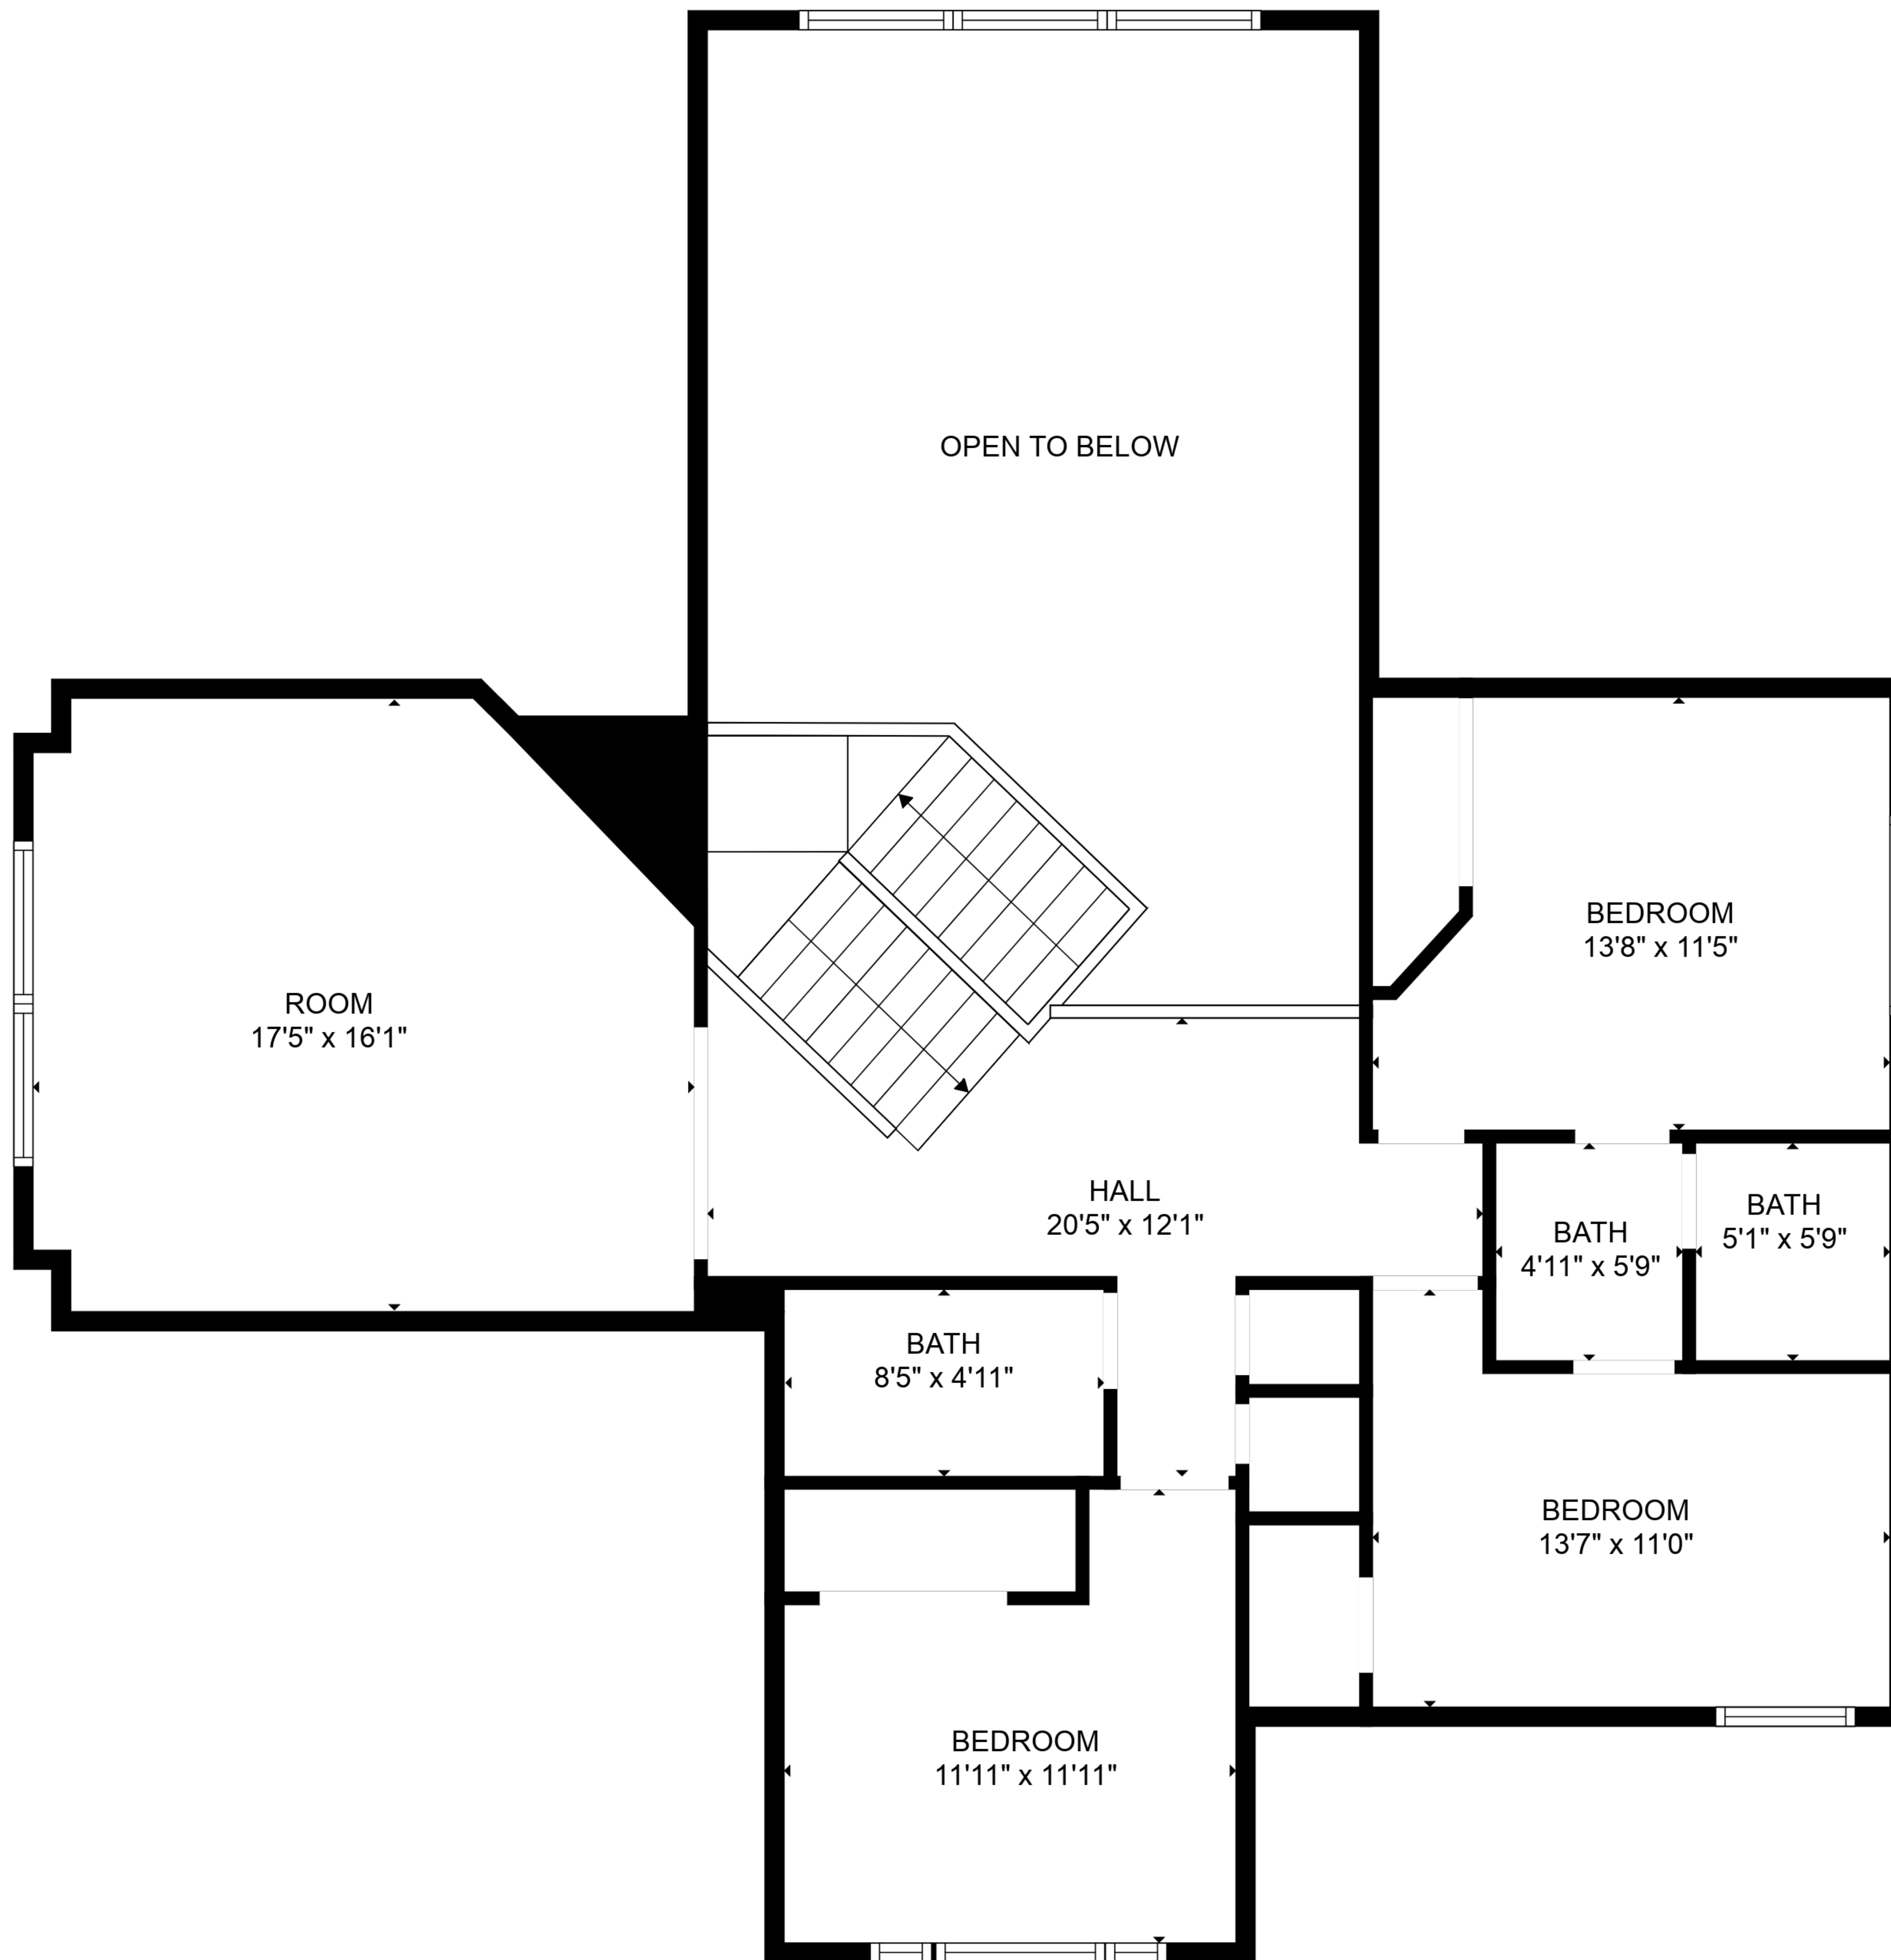 OPEN TO BELOW
BEDROOM
13'8" x 11'5"
ROOM
17'5" x 16'1"
HALL
20'5" x 12'1"
BATH
4'11" x 5'9"
BATH
5'1" x 5'9"
BATH
8'5" x 4'11"
BEDROOM
13'7" x 11'0"
BEDROOM
11'11" x 11'11"